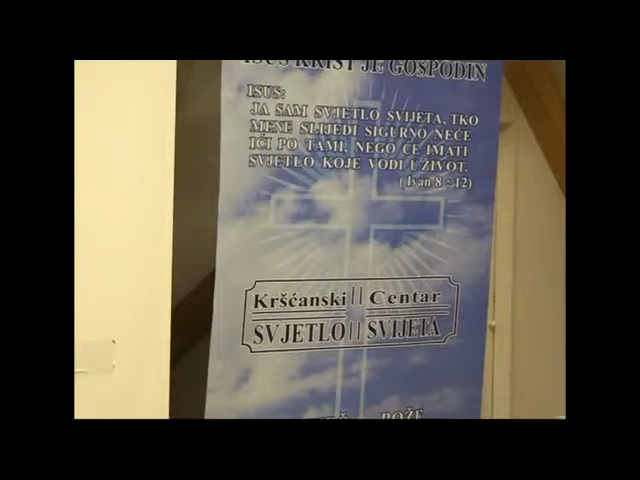 ISUS KRIST JE GOSPODIN
ISUS:
JA SAM SVJETLO SVIJETA, TKO
MENE SLIJEDI SIGURNO NEĆE
IĆI PO TAMI, NEGO ĆE IMATI
SVJETLO KOJE VODI U ŽIVOT.
(Ivan 8 : 12)
Kršćanski Centar
SVJETLO SVIJETA
BOŽE